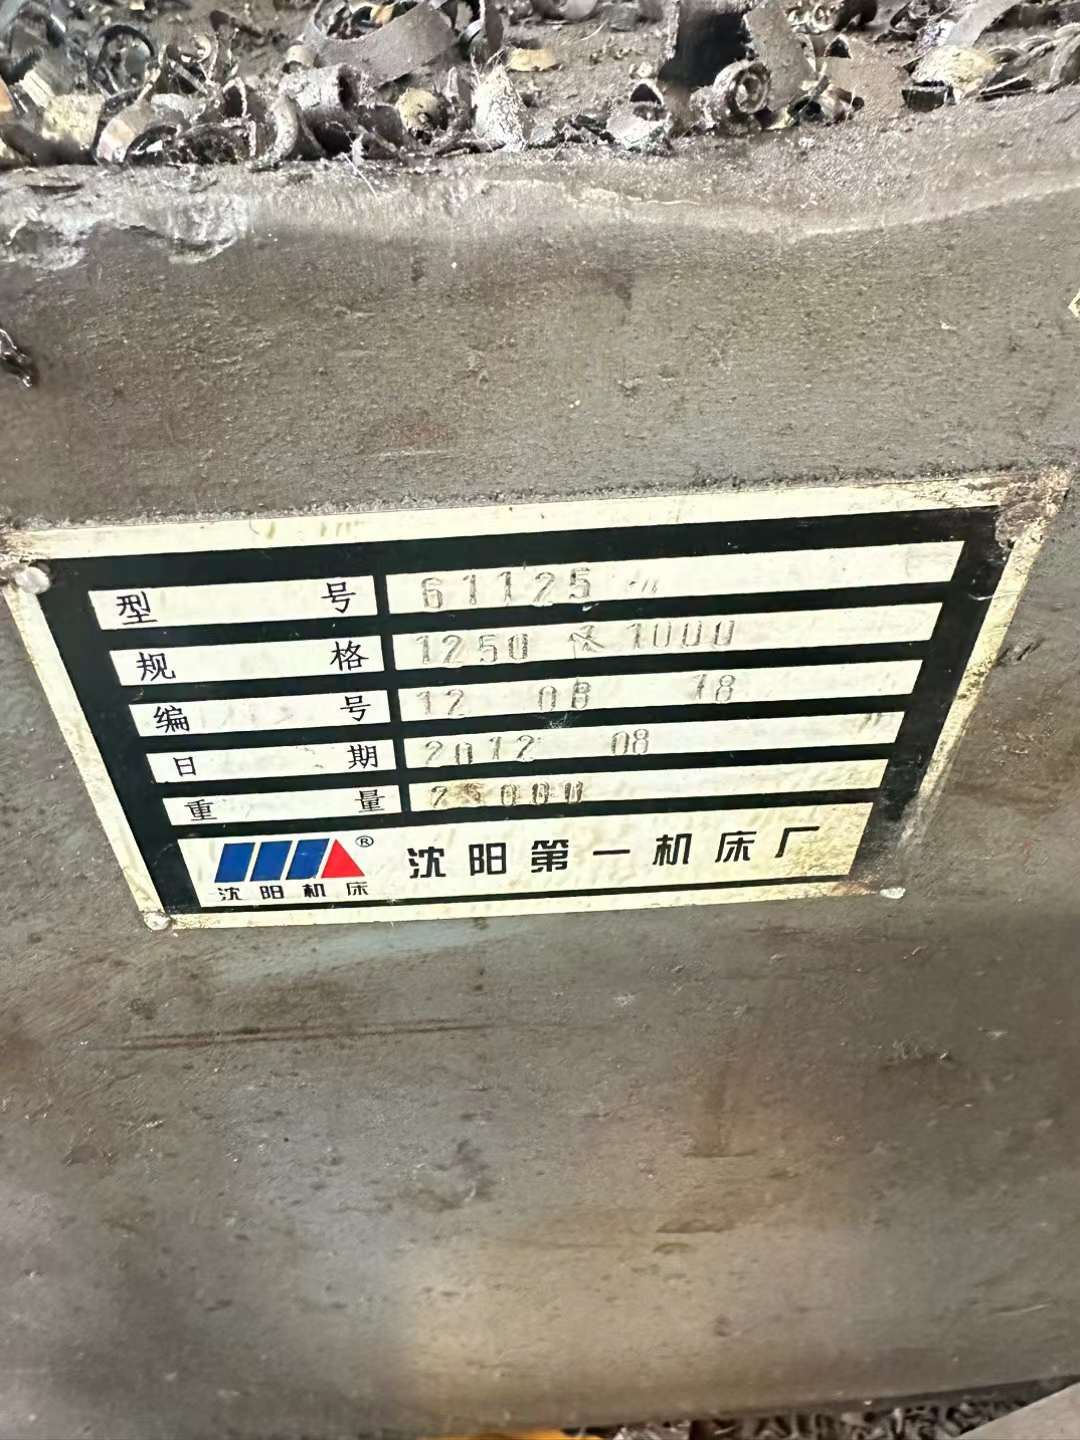 型号 61125
规格 1250 X 1000
编号 12 08 18
日期 2012 08
重量 25000
沈阳机床® 沈阳第一机床厂